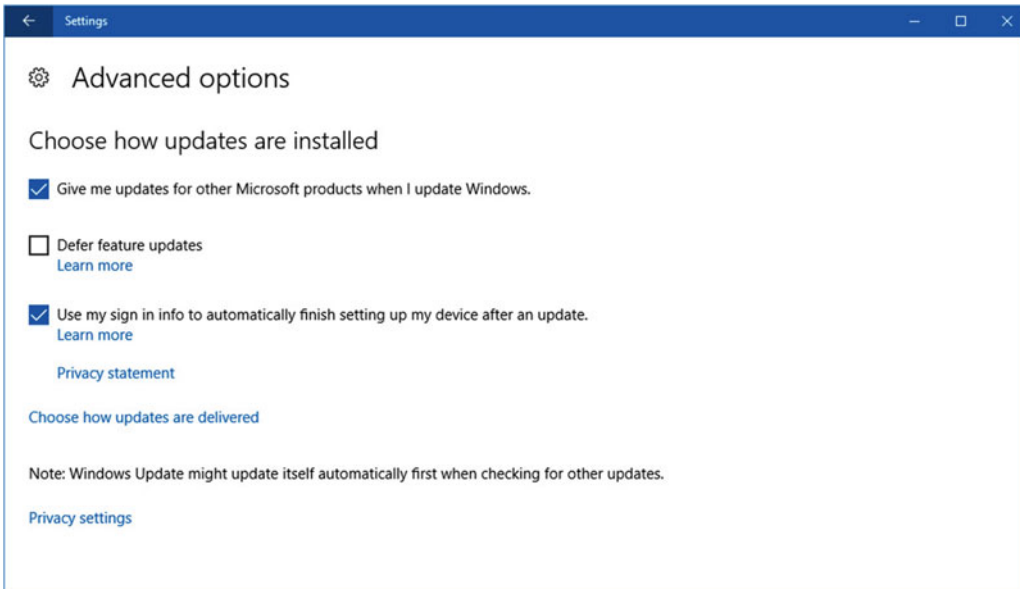 Settings
Advanced options
Choose how updates are installed
Give me updates for other Microsoft products when I update Windows.
Defer feature updates
Learn more
Use my sign in info to automatically finish setting up my device after an update.
Learn more
Privacy statement
Choose how updates are delivered
Note: Windows Update might update itself automatically first when checking for other updates.
Privacy settings